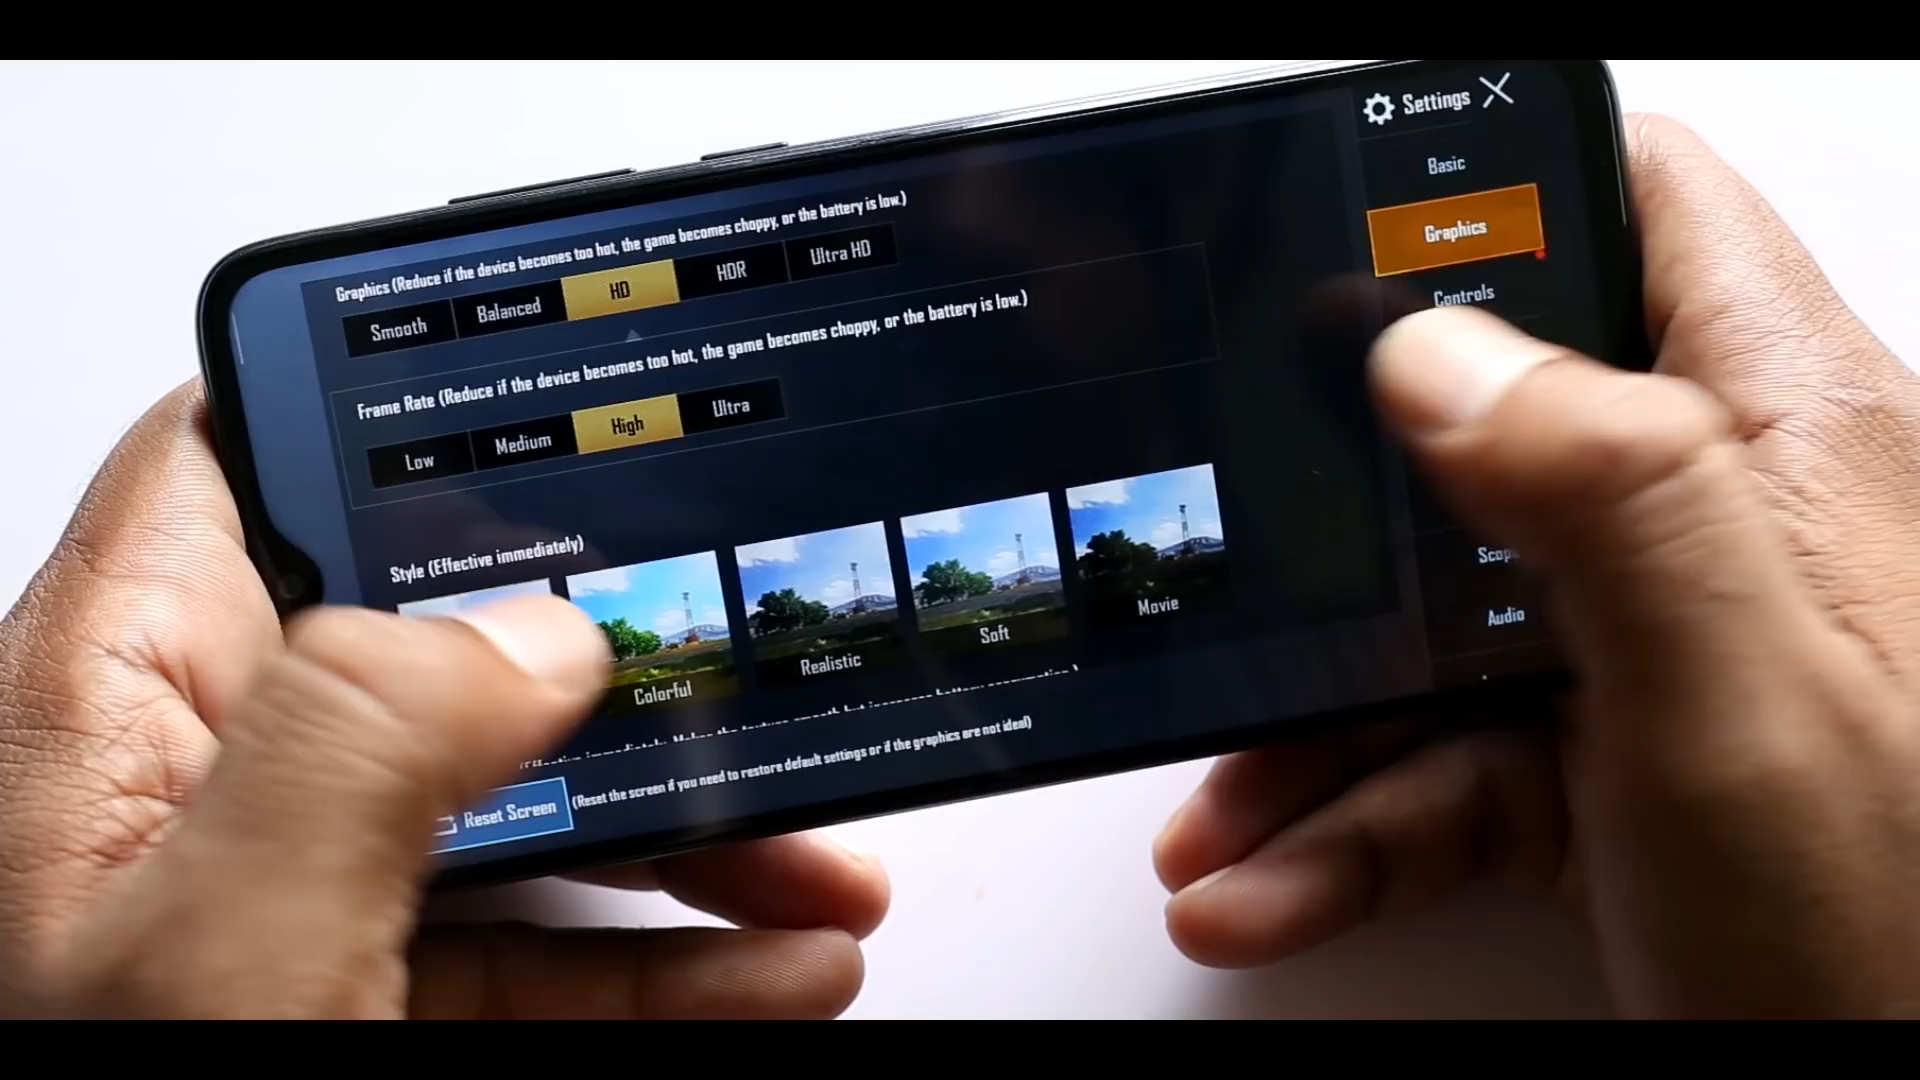 Settings
Basic
Graphics
Controls
Audio
Graphics (Reduce if the device becomes too hot, the game becomes choppy, or the battery is low.)
Smooth Balanced HD HDR Ultra HD
Frame Rate (Reduce if the device becomes too hot, the game becomes choppy, or the battery is low.)
Low Medium High Ultra
Style (Effective immediately)
Colorful Realistic Soft Movie
Reset Screen (Reset the screen if you need to restore default settings or if the graphics are not ideal)